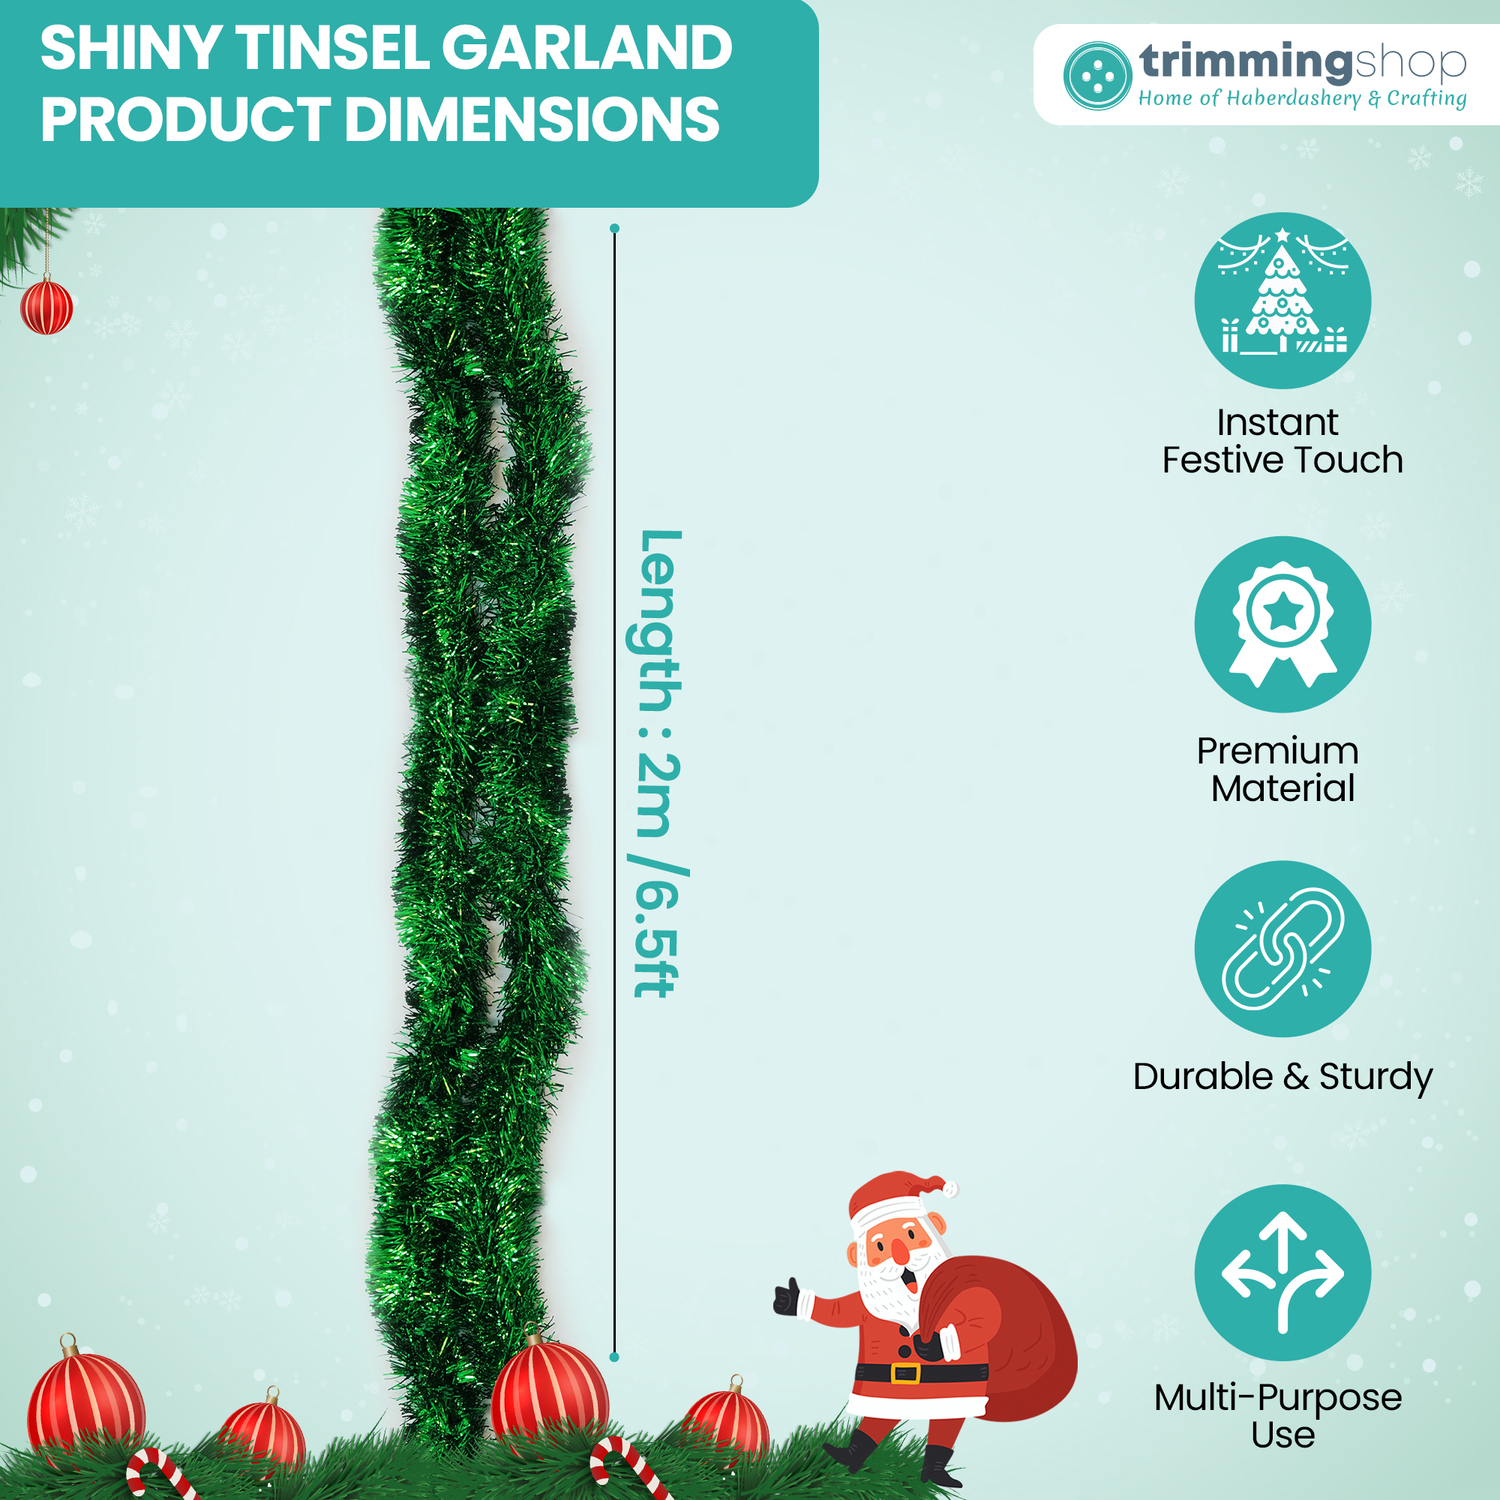 SHINY TINSEL GARLAND
PRODUCT DIMENSIONS
trimmingshop
Home of Haberdashery & Crafting
Length : 2m /6.5ft
Instant
Festive Touch
Premium
Material
Durable & Sturdy
Multi-Purpose
Use